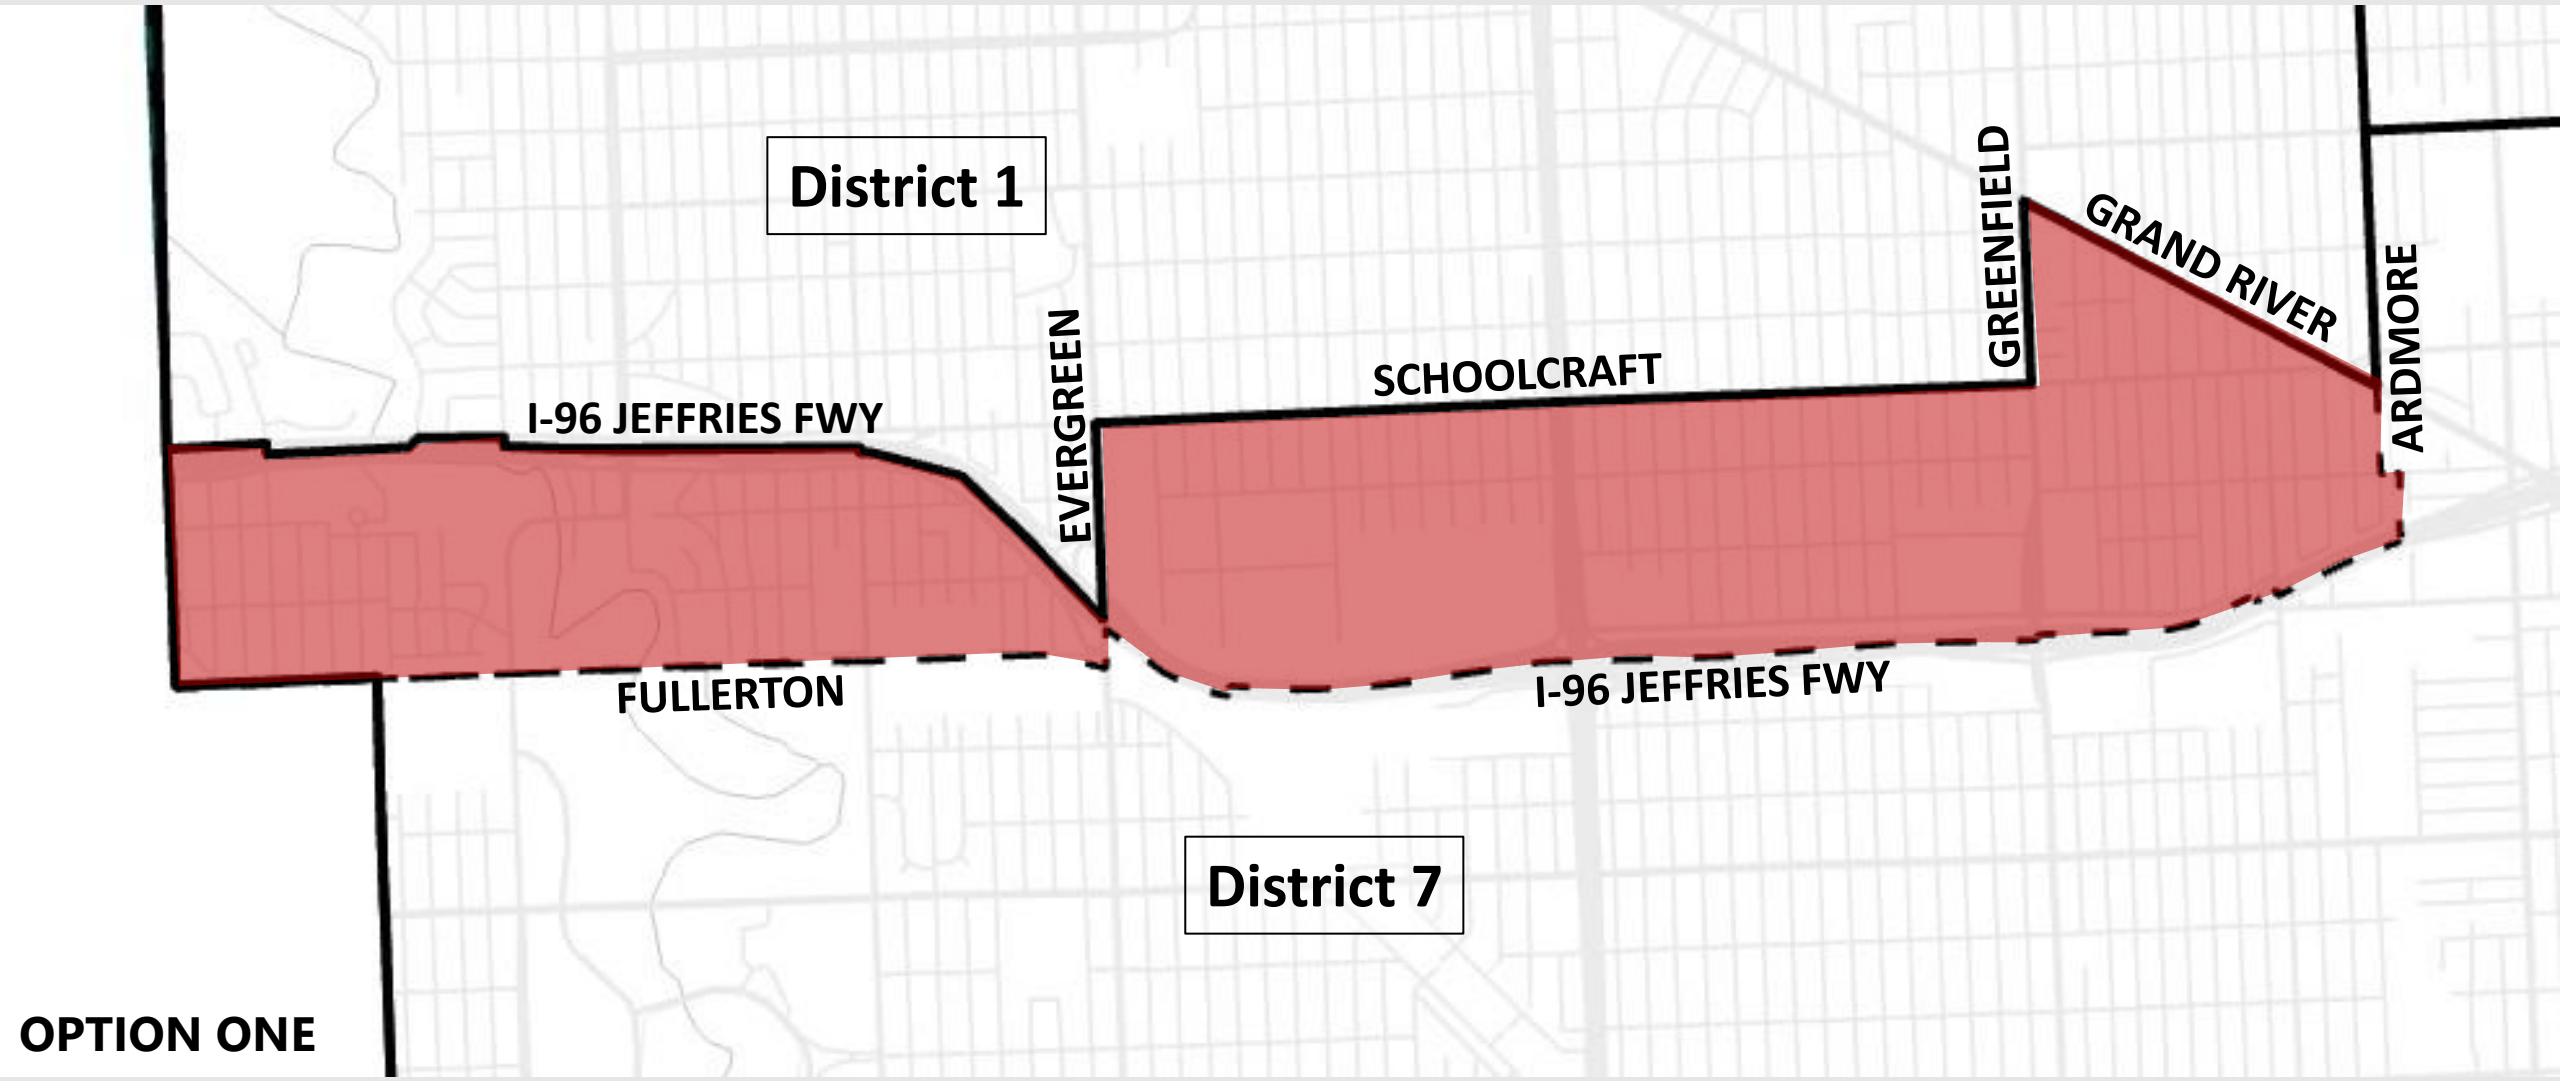 District 1
GREENFIELD
GRAND RIVER
ARDMORE
EVERGREEN
SCHOOLCRAFT
I-96 JEFFRIES FWY
FULLERTON
I-96 JEFFRIES FWY
District 7
OPTION ONE